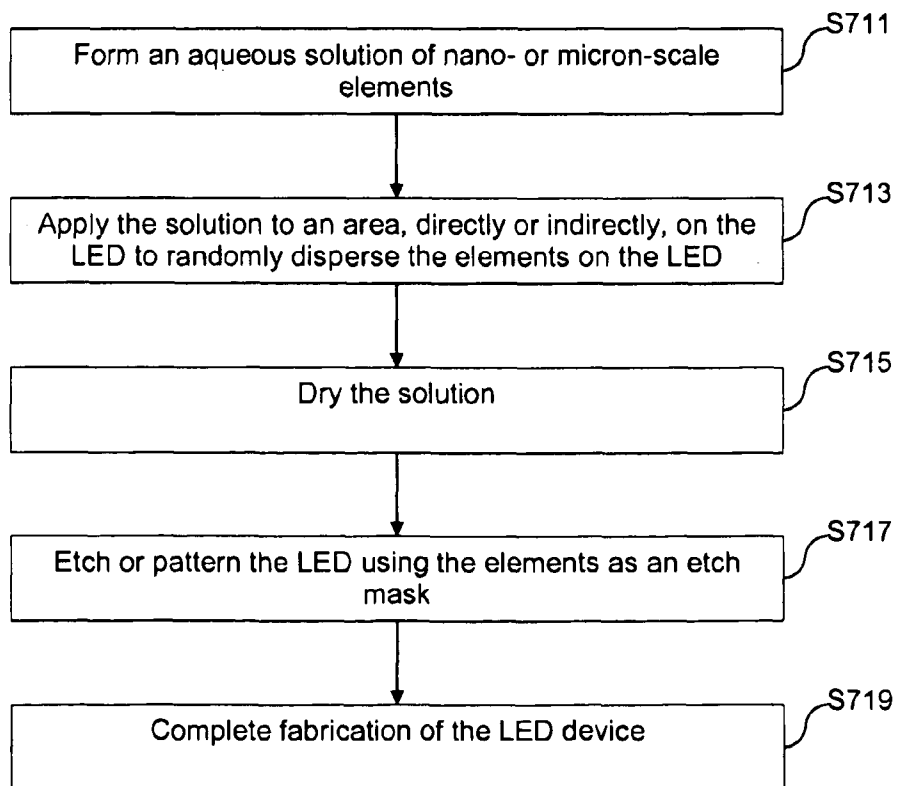 S711
Form an aqueous solution of nano- or micron-scale
elements
S713
Apply the solution to an area, directly or indirectly, on the
LED to randomly disperse the elements on the LED
S715
Dry the solution
S717
Etch or pattern the LED using the elements as an etch
mask
S719
Complete fabrication of the LED device